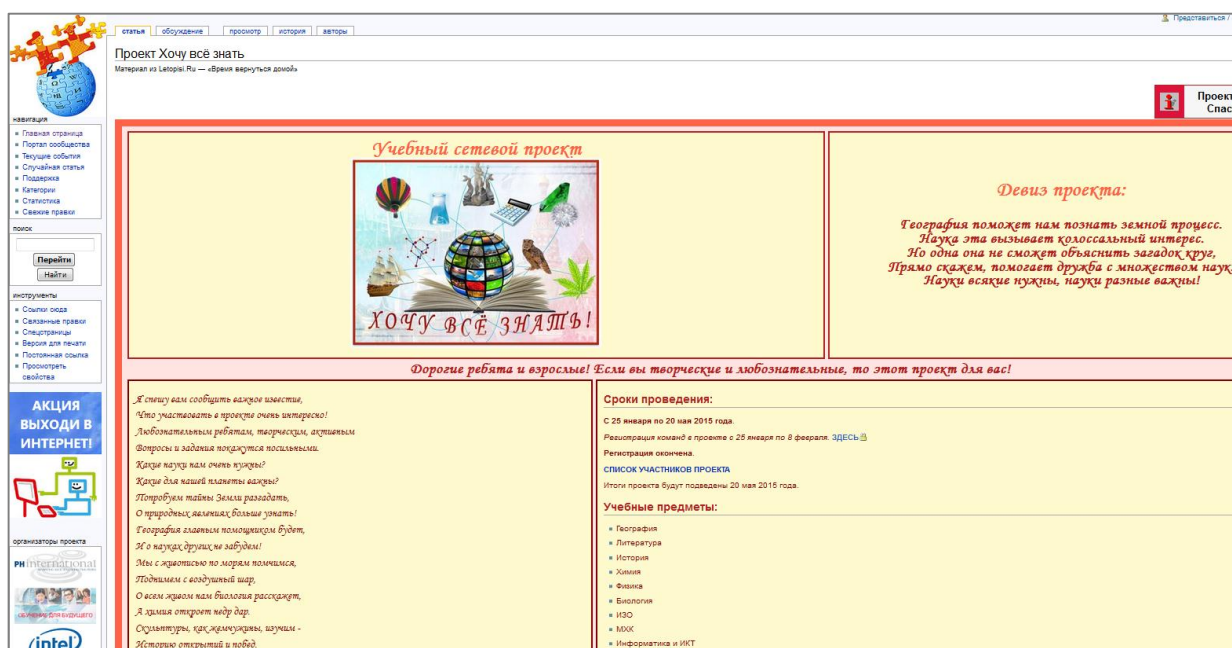 Представиться /
статья
обсуждение
просмотр
история
авторы
Проект Хочу всё знать
Материал из Letopisi.Ru — «Время вернуться домой»
Проект
Спас
навигация
Главная страница
Портал сообщества
Текущие события
Случайная статья
Поддержка
Категории
Статистика
Свежие правки
поиск
Перейти
Найти
инструменты
Ссылки сюда
Связанные правки
Спецстраницы
Версия для печати
Постоянная ссылка
Просмотреть
свойства
АКЦИЯ
ВЫХОДИ В
ИНТЕРНЕТ!
организаторы проекта
PH International
ОБУЧЕНИЕ ДЛЯ БУДУЩЕГО
(intel)
Учебный сетевой проект
ХОЧУ ВСЁ ЗНАТЬ!
Девиз проекта:
География поможет нам познать земной процесс.
Наука эта вызывает колоссальный интерес.
Но одна она не сможет объяснить загадок круг,
Прямо скажем, помогает дружба с множеством наук
Науки всякие нужны, науки разные важны!
Дорогие ребята и взрослые! Если вы творческие и любознательные, то этот проект для вас!
Я спешу вам сообщить важное известие,
Что участвовать в проекте очень интересно!
Любознательным ребятам, творческим, активным
Вопросы и задания покажутся посильными.
Какие науки нам очень нужны?
Какие для нашей планеты важны?
Попробуем тайны Земли разгадать,
О природных явлениях больше узнать!
География главным помощником будет,
И о науках других не забудем!
Мы с живописью по морям помчимся,
Поднимем с воздушный шар,
О всем живом нам биология расскажет,
А химия откроет недр дар.
Скульптуры, как жемчужины, изучим -
Историю открытий и побед.
Сроки проведения:
С 25 января по 20 мая 2015 года.
Регистрация команд в проекте с 25 января по 8 февраля. ЗДЕСЬ
Регистрация окончена.
СПИСОК УЧАСТНИКОВ ПРОЕКТА
Итоги проекта будут подведены 20 мая 2015 года.
Учебные предметы:
География
Литература
История
Химия
Физика
Биология
ИЗО
МХК
Информатика и ИКТ